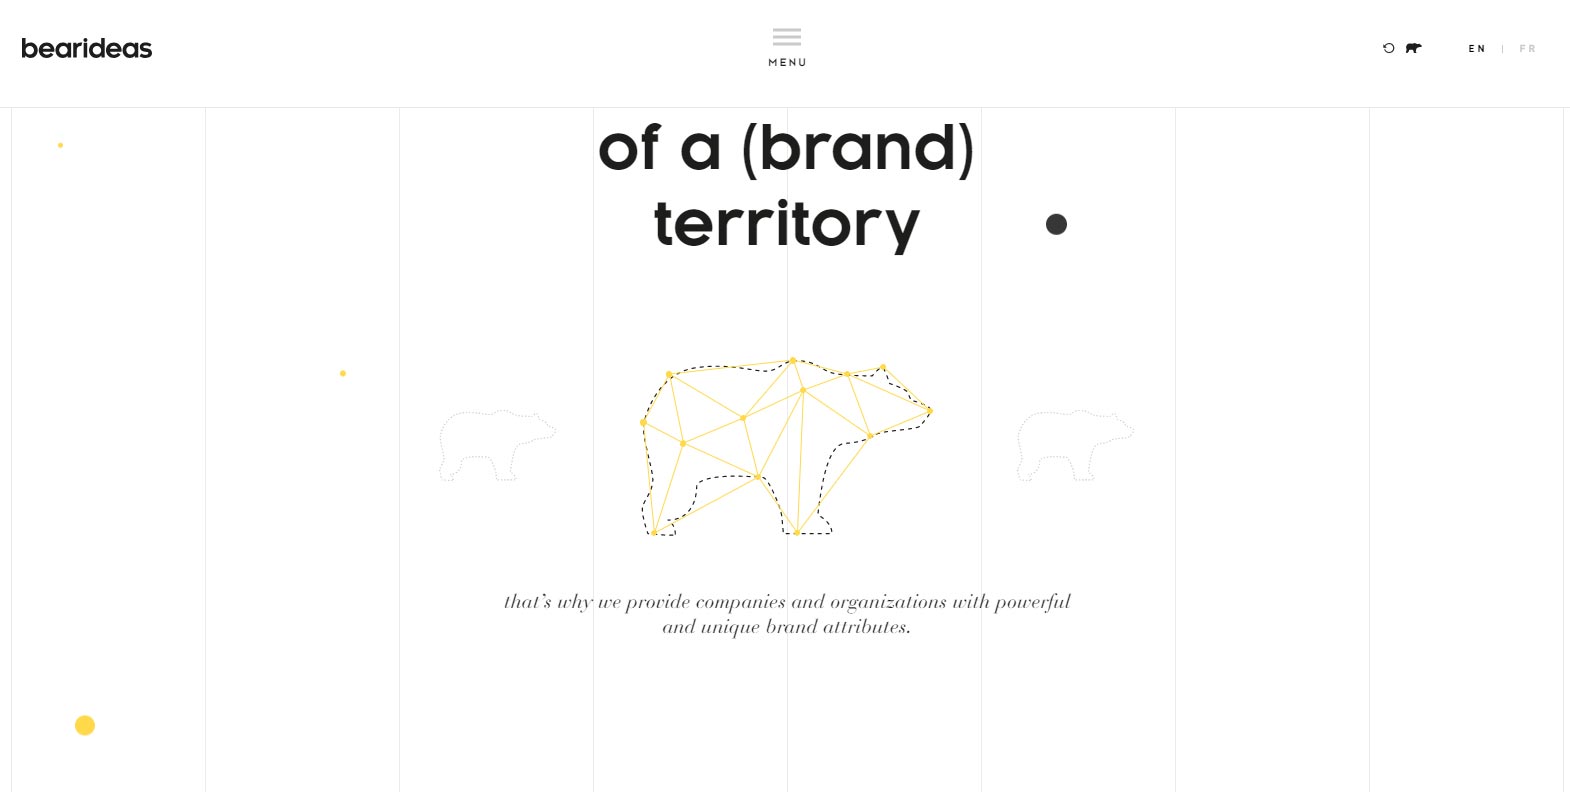 bearideas
MENU
EN | FR
of a (brand)
territory
that’s why we provide companies and organizations with powerful
and unique brand attributes.